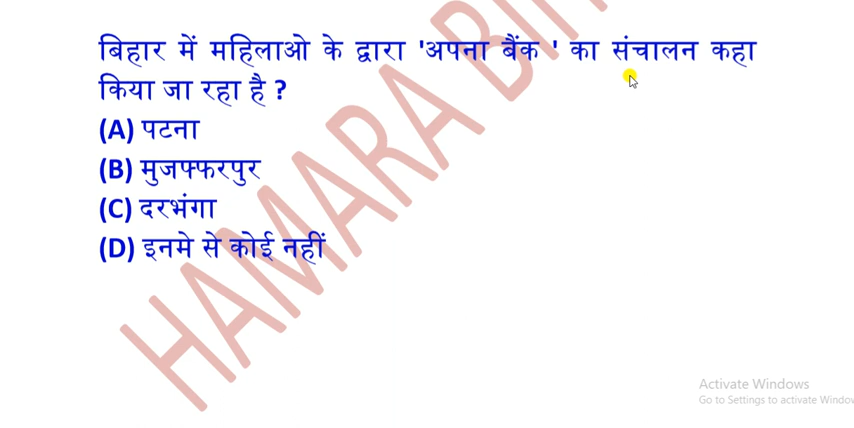 बिहार में महिलाओ के द्वारा 'अपना बैंक ' का संचालन कहा
किया जा रहा है ?
(A) पटना
(B) मुजफ्फरपुर
(C) दरभंगा
(D) इनमे से कोई नहीं
HAMARA BI
Activate Windows
Go to Settings to activate Window